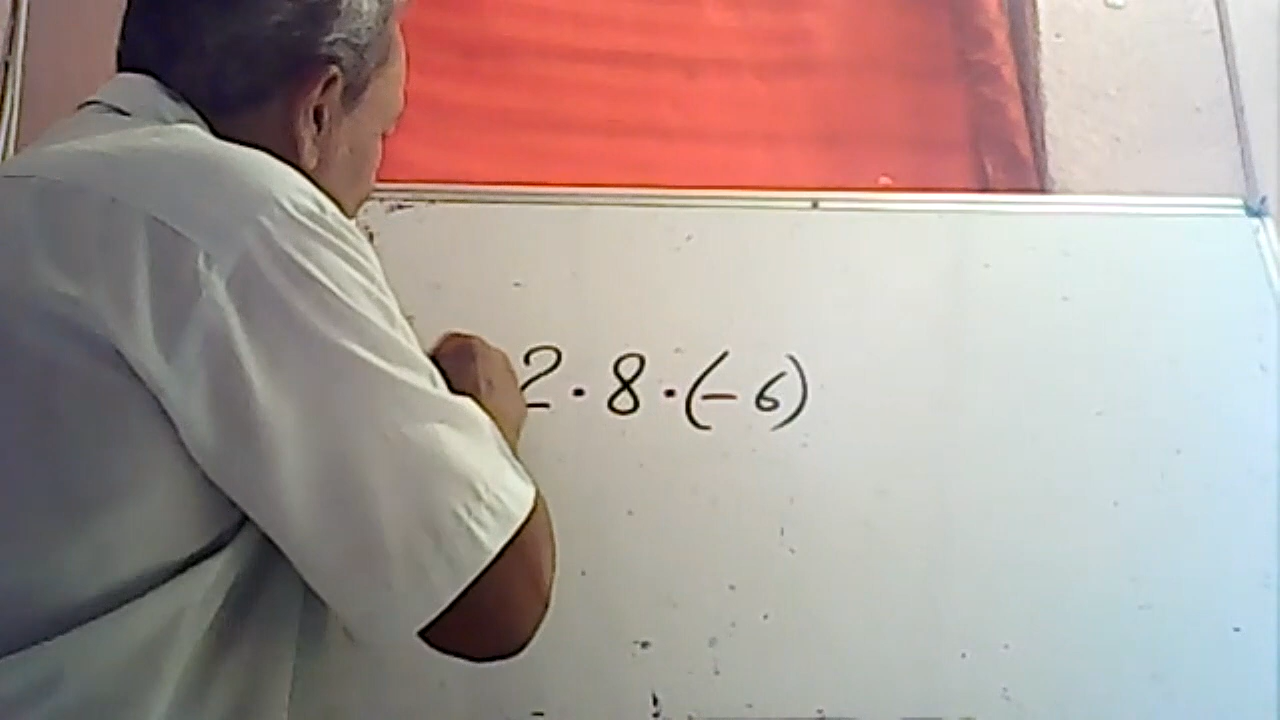 2 · 8 · (- 6)